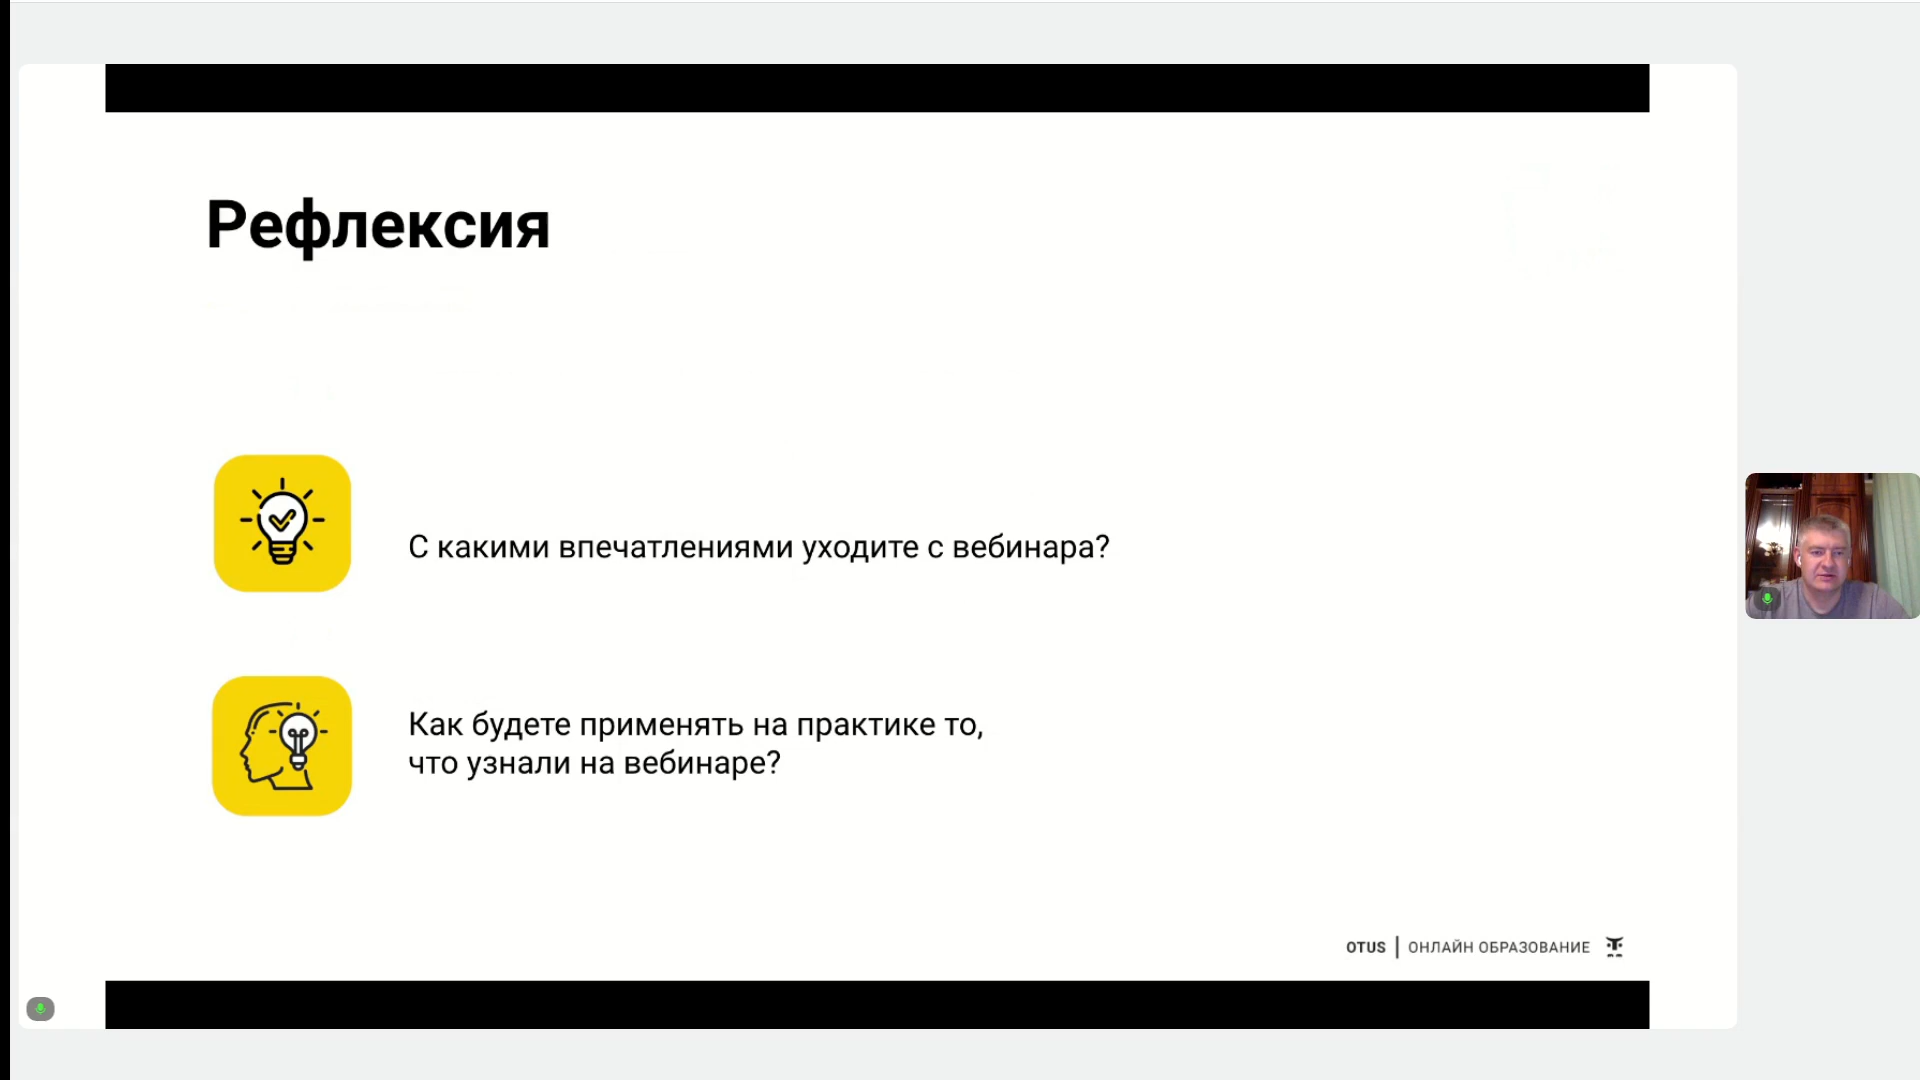 Рефлексия
С какими впечатлениями уходите с вебинара?
Как будете применять на практике то,
что узнали на вебинаре?
OTUS | ОНЛАЙН ОБРАЗОВАНИЕ